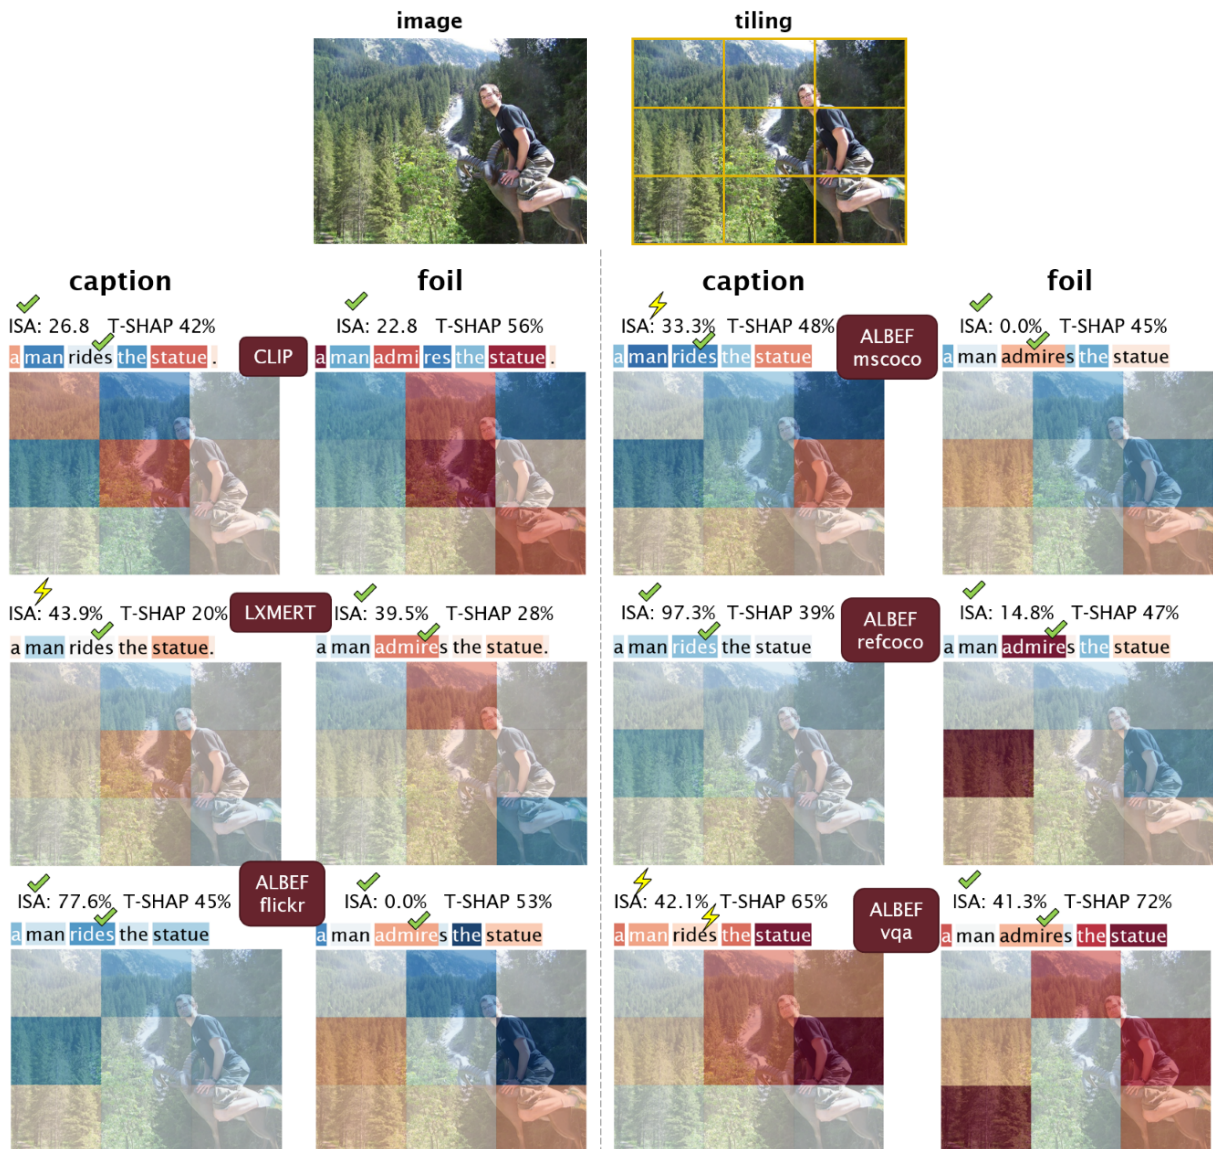 image
tiling
caption
foil
caption
foil
ISA: 26.8 T-SHAP 42%
a man rides the statue .
CLIP
ISA: 22.8 T-SHAP 56%
a man admires the statue .
ISA: 33.3% T-SHAP 48%
a man rides the statue
ALBEF
mscoco
ISA: 0.0% T-SHAP 45%
a man admires the statue
ISA: 43.9% T-SHAP 20%
a man rides the statue.
LXMERT
ISA: 39.5% T-SHAP 28%
a man admires the statue.
ISA: 97.3% T-SHAP 39%
a man rides the statue
ALBEF
refcoco
ISA: 14.8% T-SHAP 47%
a man admires the statue
ISA: 77.6% T-SHAP 45%
a man rides the statue
ALBEF
flickr
ISA: 0.0% T-SHAP 53%
a man admires the statue
ISA: 42.1% T-SHAP 65%
a man rides the statue
ALBEF
vqa
ISA: 41.3% T-SHAP 72%
a man admires the statue